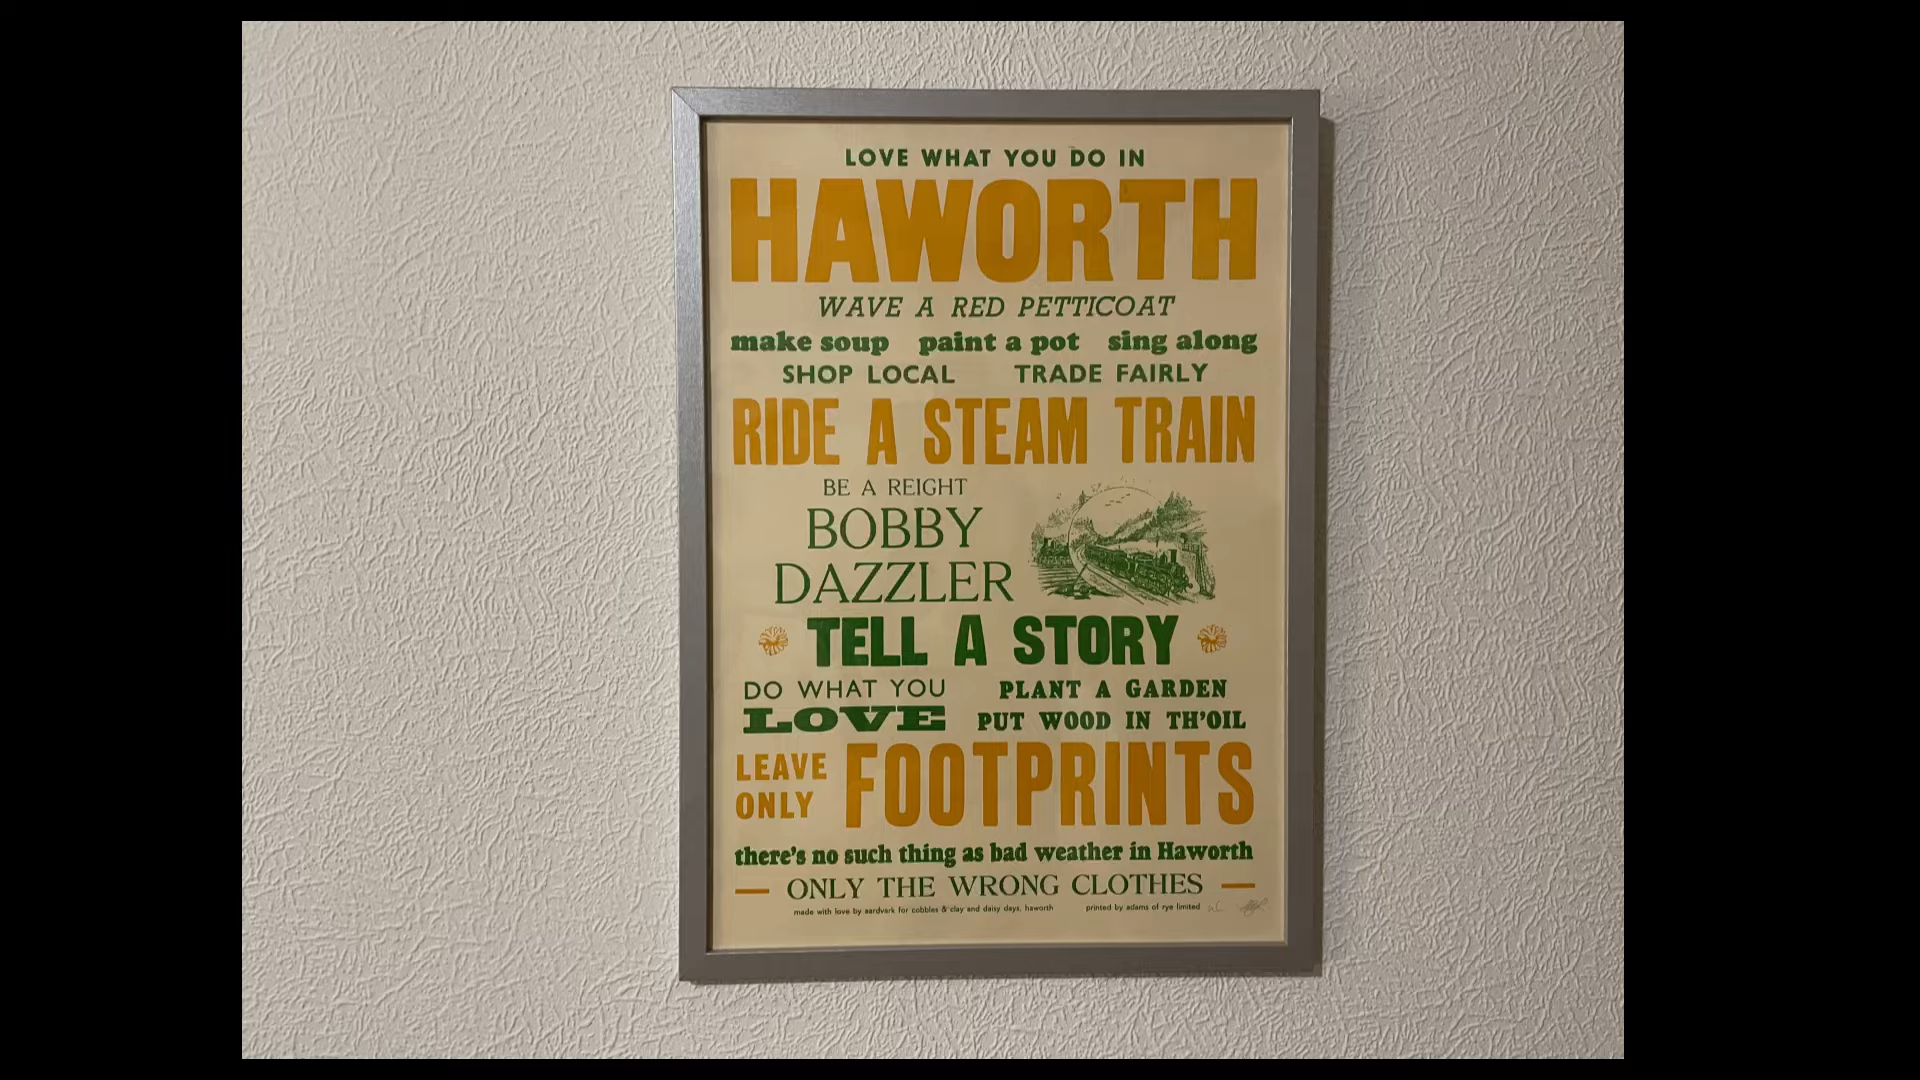 LOVE WHAT YOU DO IN
HAWORTH
WAVE A RED PETTICOAT
make soup paint a pot sing along
SHOP LOCAL TRADE FAIRLY
RIDE A STEAM TRAIN
BE A REIGHT
BOBBY
DAZZLER
TELL A STORY
DO WHAT YOU
LOVE
PLANT A GARDEN
PUT WOOD IN TH'OIL
LEAVE
ONLY
FOOTPRINTS
there's no such thing as bad weather in Haworth
ONLY THE WRONG CLOTHES
made with love by aardvark for cobbles & clay and daisy days, haworth printed by adams of rye limited